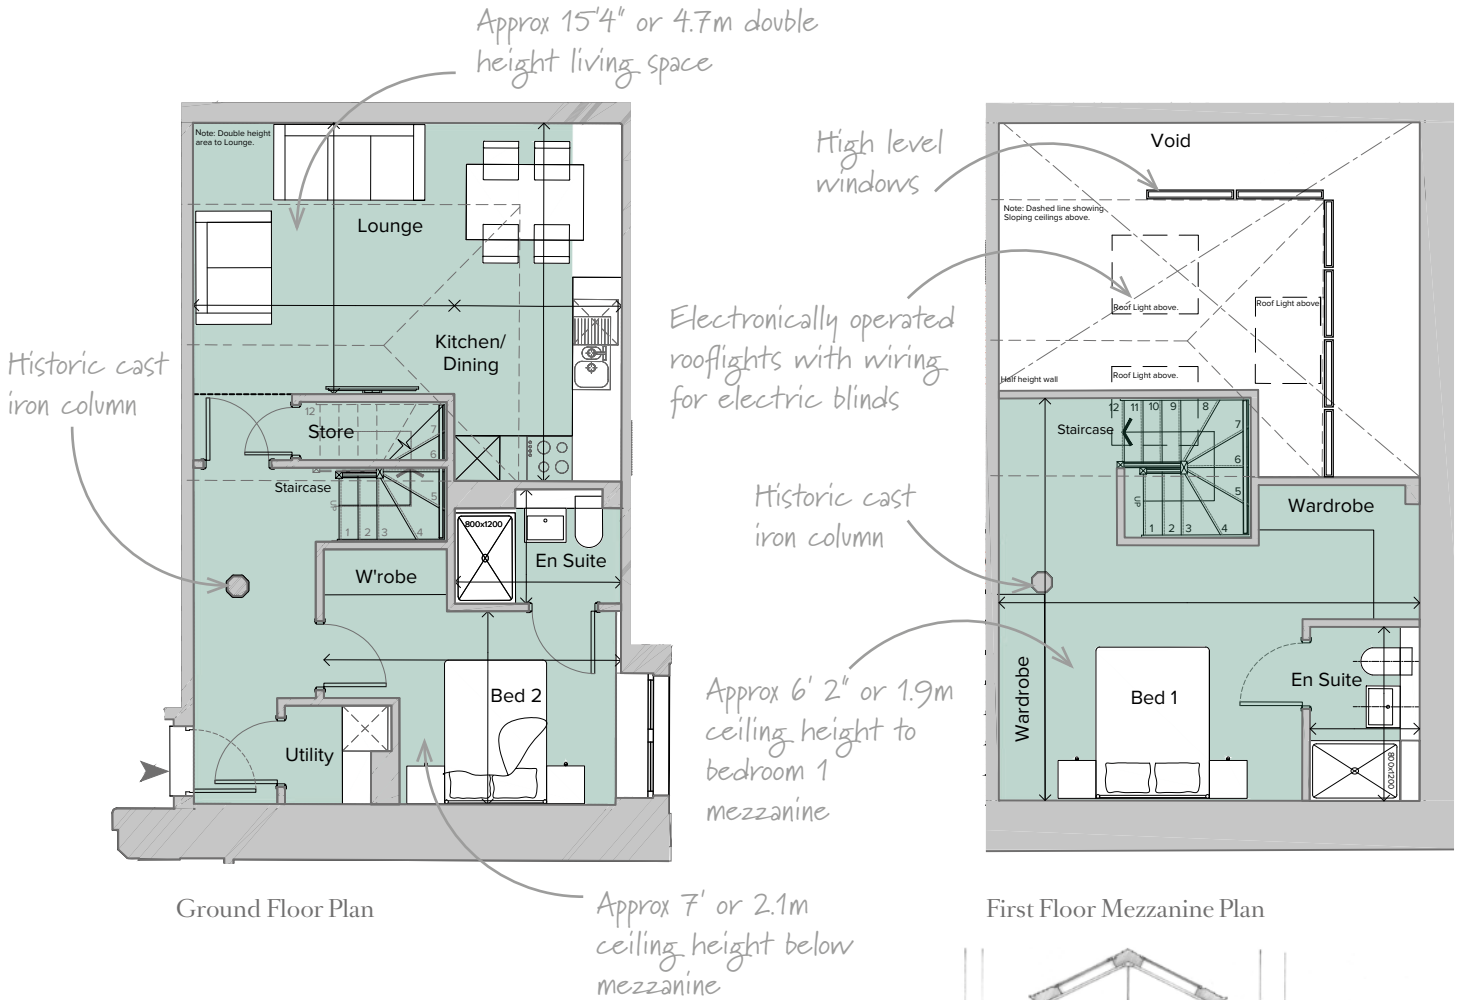 Approx 15'4" or 4.7m double
height living space
Note: Double height
area to Lounge.
Lounge
Kitchen/
Dining
Historic cast
iron column
12
Store
7
6
Staircase
5
UP
1
2
3
4
800x1200
En Suite
W'robe
Bed 2
Utility
Ground Floor Plan
Approx 7' or 2.1m
ceiling height below
mezzanine
High level
windows
Void
Note: Dashed line showing
Sloping ceilings above.
Electronically operated
rooflights with wiring
for electric blinds
Roof Light above.
Roof Light above
Roof Light above.
Half height wall
12
11
10
9
8
Staircase
7
6
5
UP
1
2
3
4
Historic cast
iron column
Wardrobe
Approx 6' 2" or 1.9m
ceiling height to
bedroom 1
mezzanine
Wardrobe
Bed 1
En Suite
800x1200
First Floor Mezzanine Plan